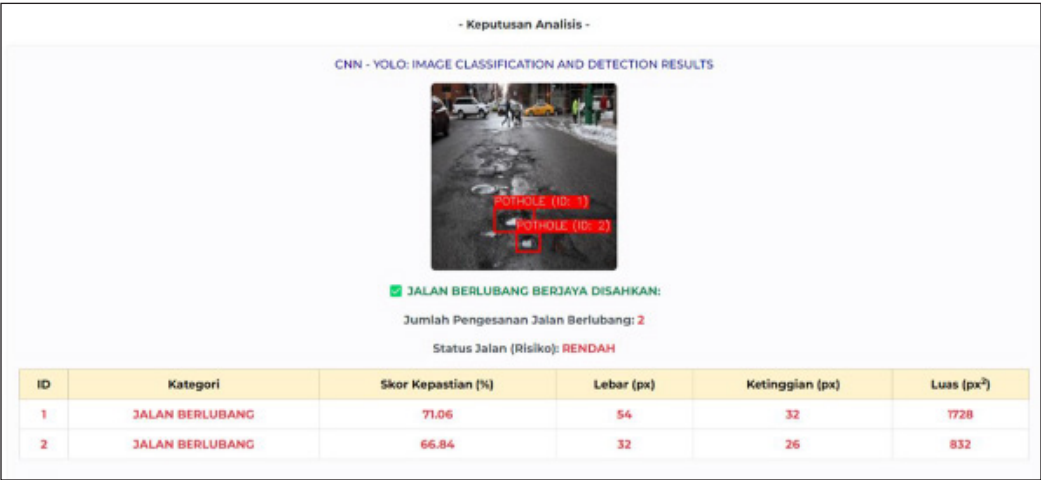 - Keputusan Analisis -
CNN - YOLO: IMAGE CLASSIFICATION AND DETECTION RESULTS
POTHOLE (ID: 1)
POTHOLE (ID: 2)
✅ JALAN BERLUBANG BERJAYA DISAHKAN:
Jumlah Pengesanan Jalan Berlubang: 2
Status Jalan (Risiko): RENDAH
ID Kategori Skor Kepastian (%) Lebar (px) Ketinggian (px) Luas (px²)
1 JALAN BERLUBANG 71.06 54 32 1728
2 JALAN BERLUBANG 66.84 32 26 832